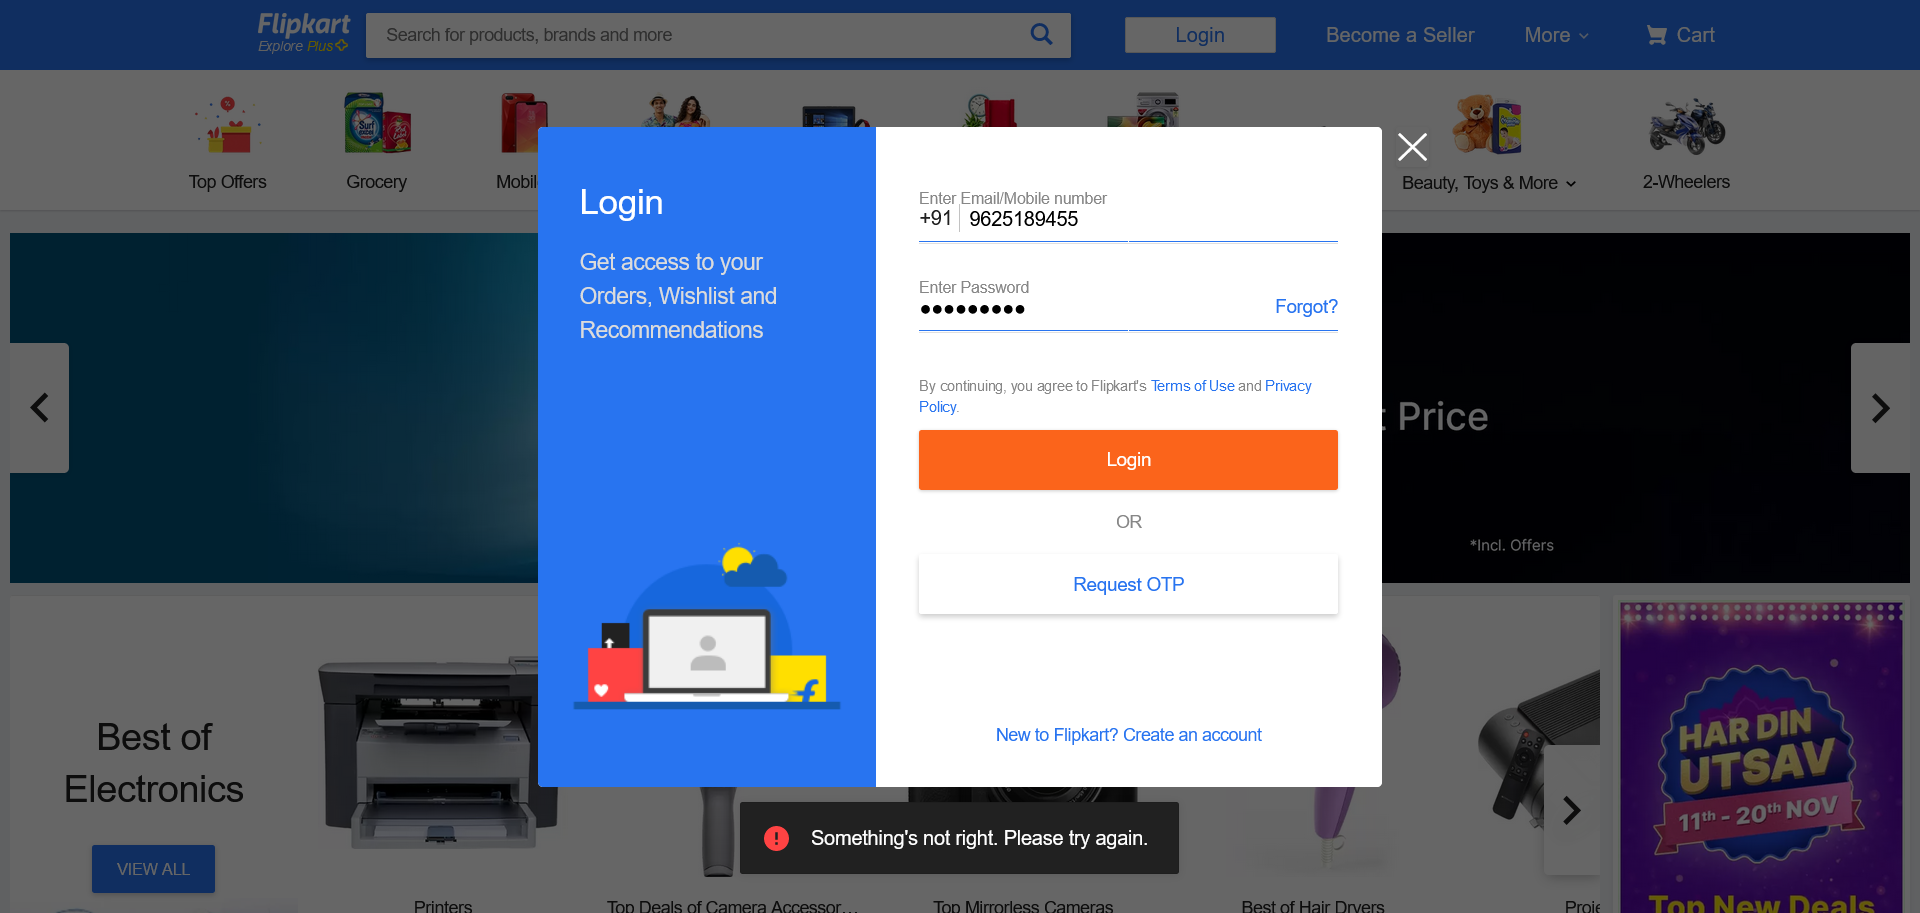 Flipkart
Explore Plus
Search for products, brands and more
Login
Become a Seller
More
Cart
Top Offers
Grocery
Mobil
Beauty, Toys & More
2-Wheelers
Login
Get access to your
Orders, Wishlist and
Recommendations
Enter Email/Mobile number
+91 9625189455
Enter Password
Forgot?
By continuing, you agree to Flipkart's Terms of Use and Privacy
Policy.
Login
OR
Request OTP
New to Flipkart? Create an account
Price
*Incl. Offers
Best of
Electronics
VIEW ALL
Something's not right. Please try again.
HAR DIN
UTSAV
11th - 20th NOV
Top New Deals
Printers
Top Deals of Camera Accessor...
Top Mirrorless Cameras
Best of Hair Dryers
Proje